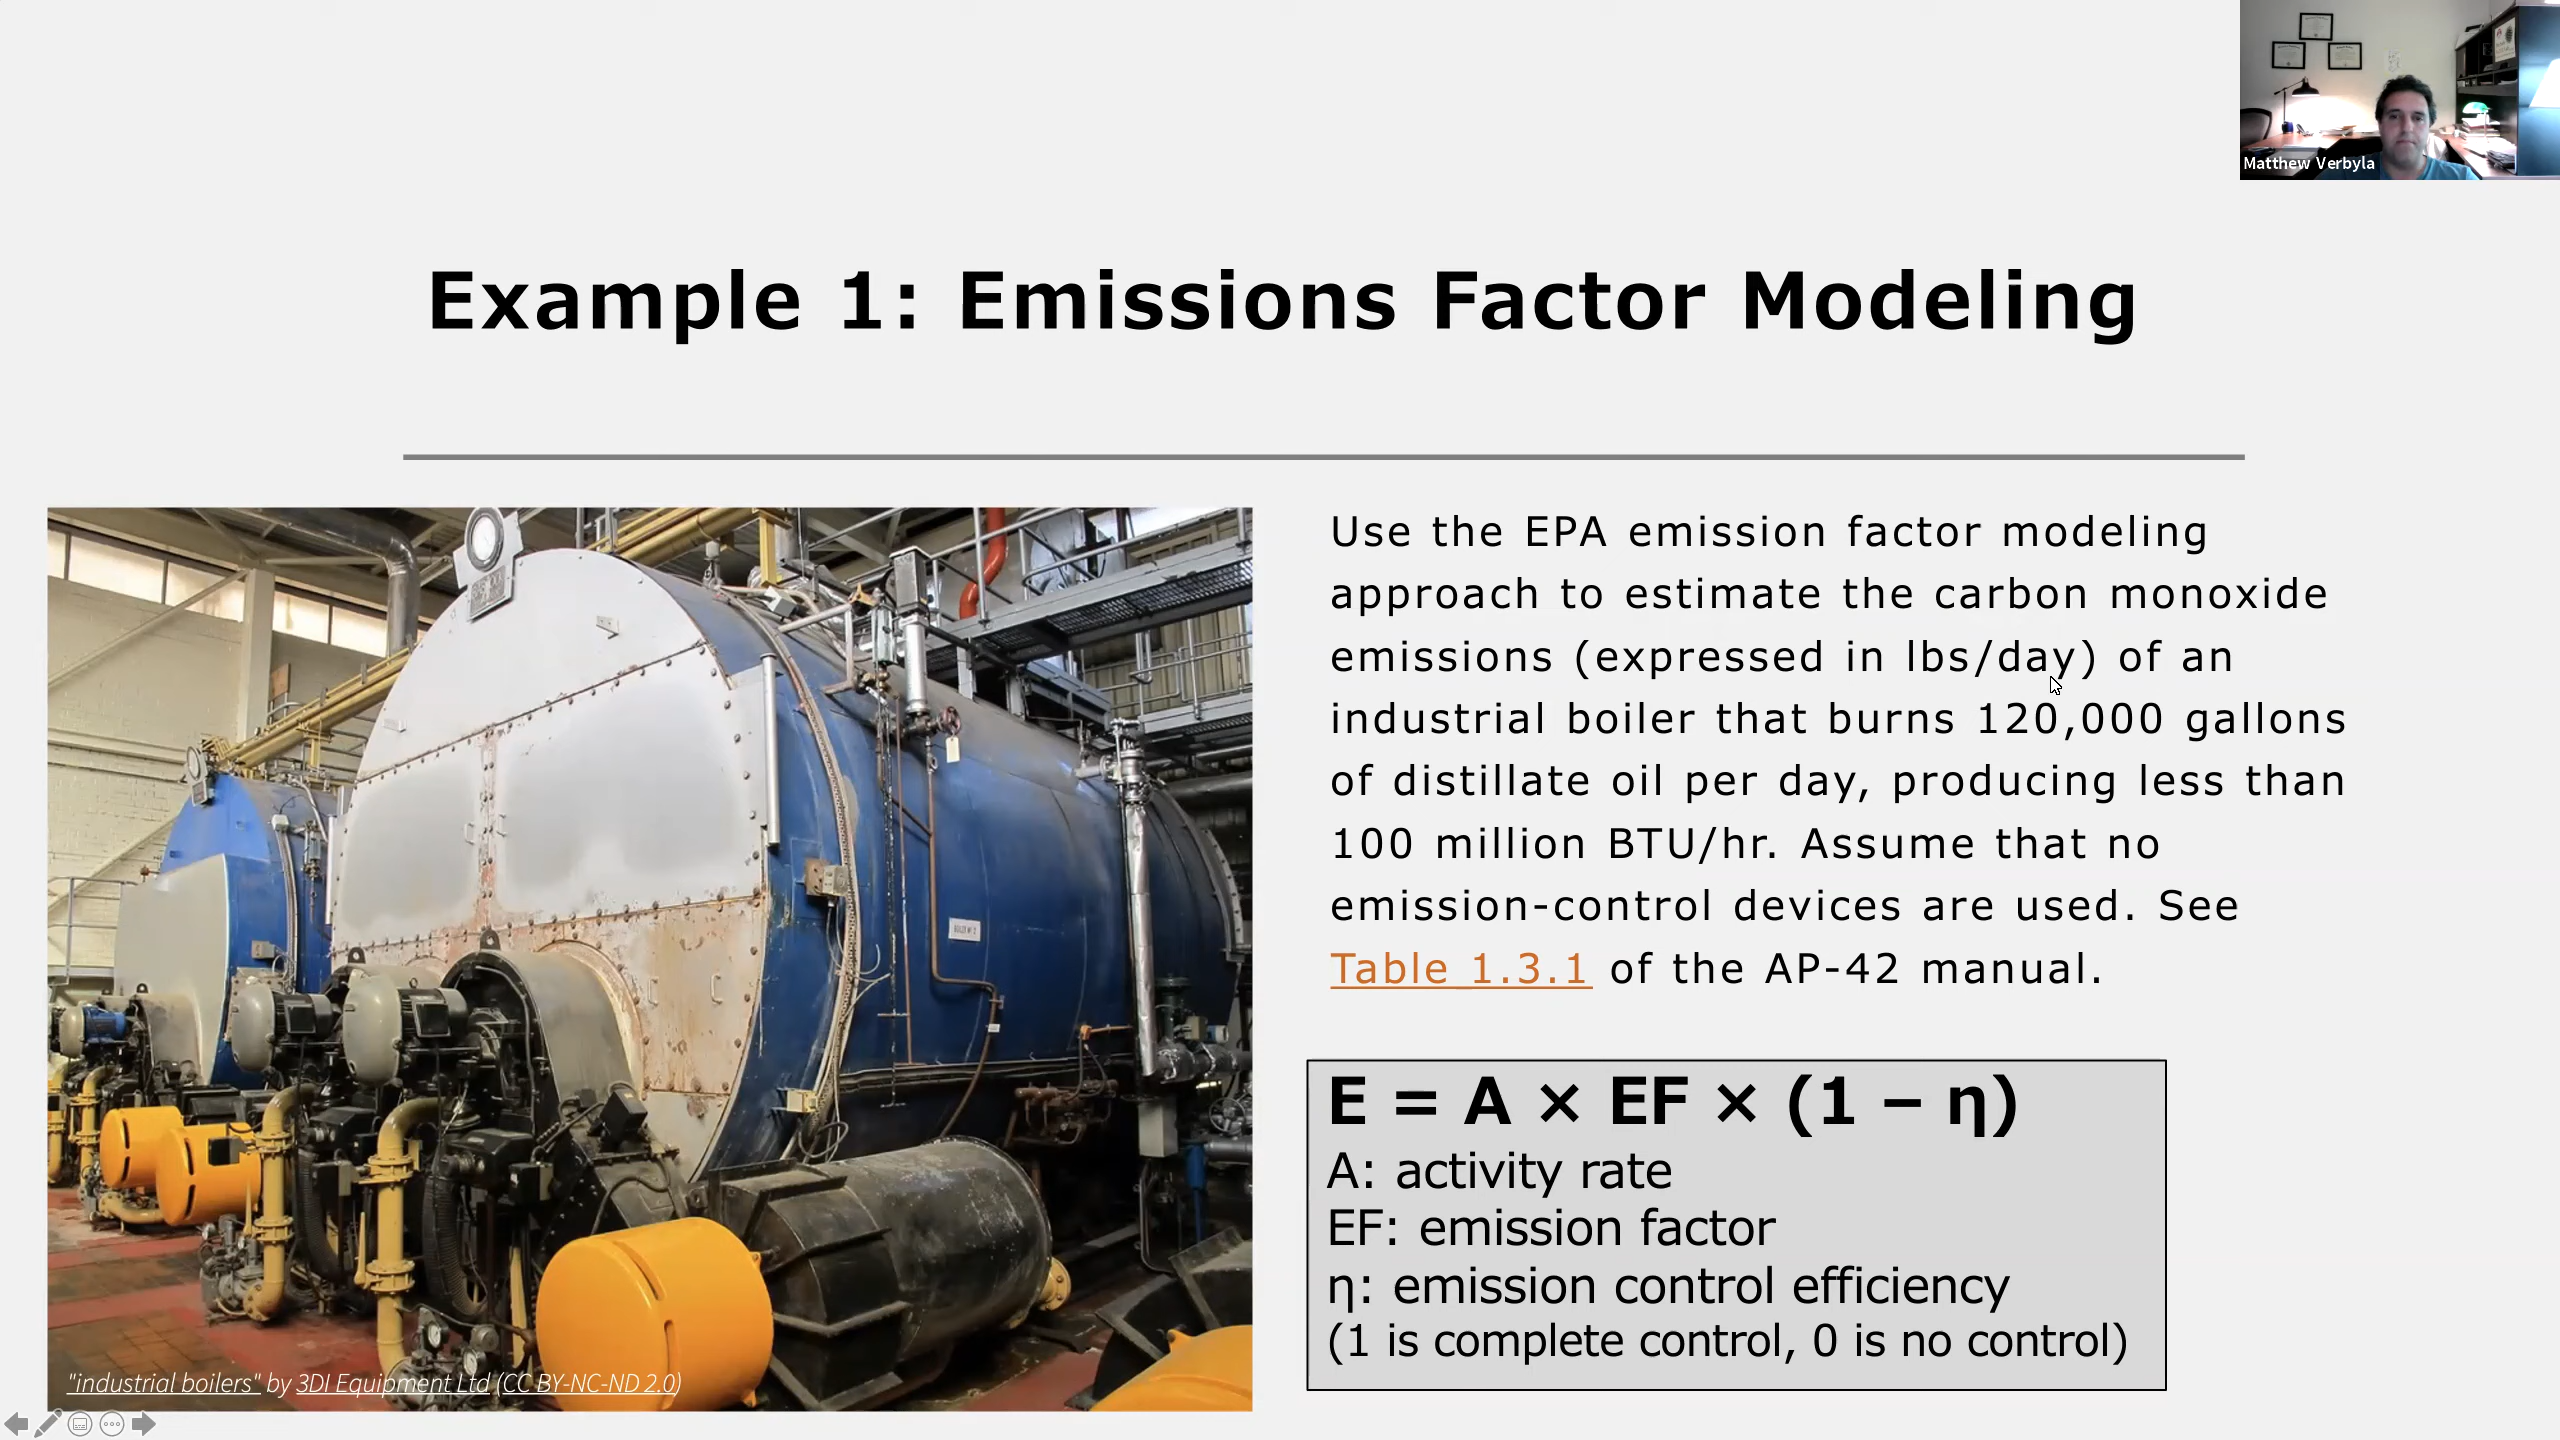 Matthew Verbyla
Example 1: Emissions Factor Modeling
Use the EPA emission factor modeling
approach to estimate the carbon monoxide
emissions (expressed in lbs/day) of an
industrial boiler that burns 120,000 gallons
of distillate oil per day, producing less than
100 million BTU/hr. Assume that no
emission-control devices are used. See
Table 1.3.1 of the AP-42 manual.
E = A × EF × (1 – η)
A: activity rate
EF: emission factor
η: emission control efficiency
(1 is complete control, 0 is no control)
"industrial boilers" by 3DI Equipment Ltd (CC BY-NC-ND 2.0)